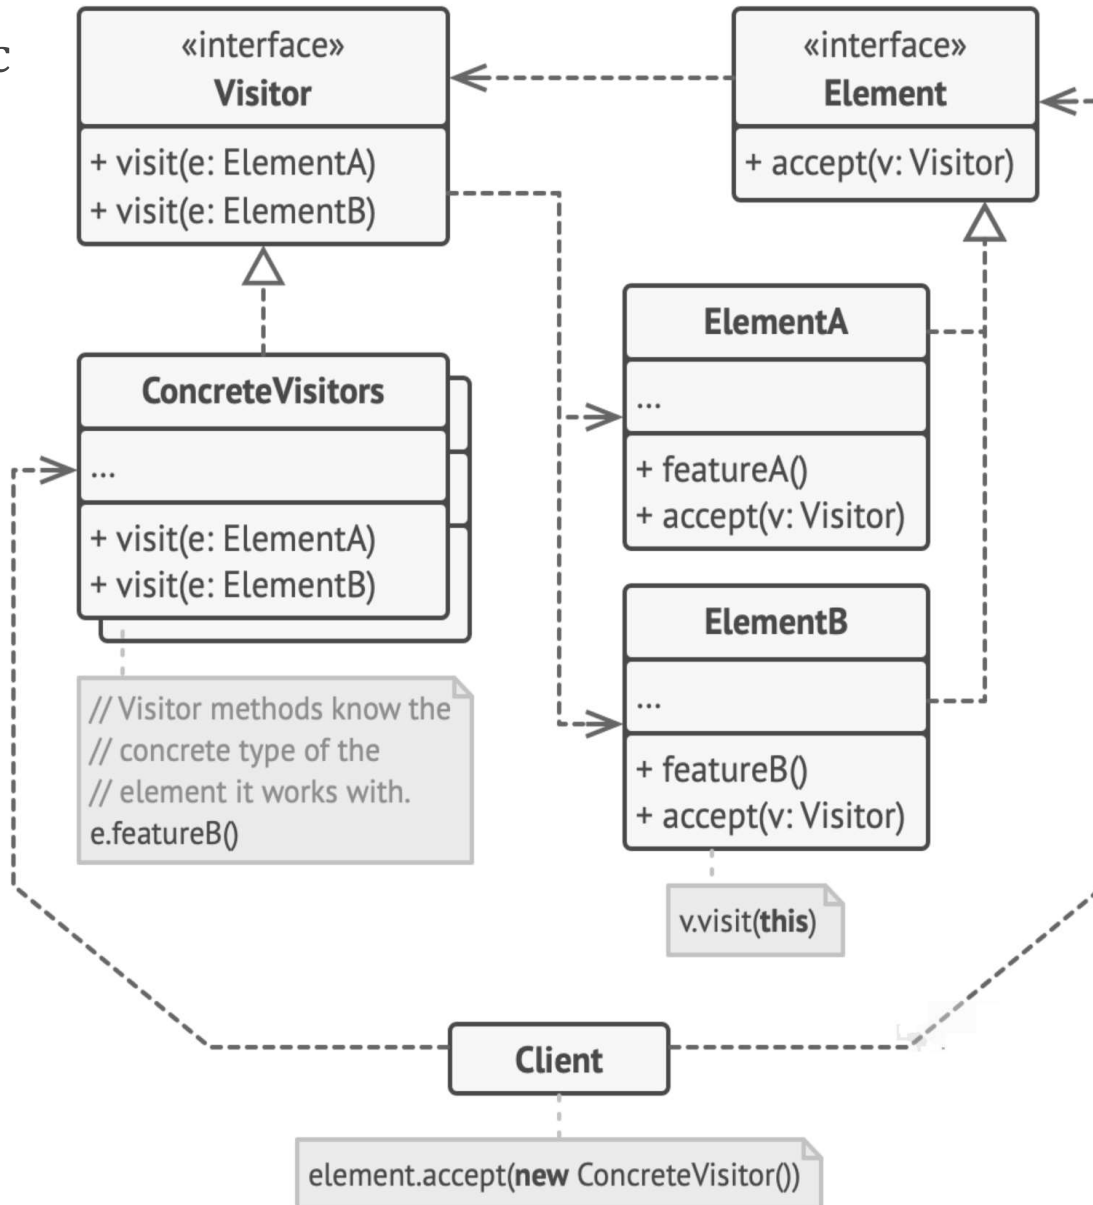 c
«interface»
Visitor
+ visit(e: ElementA)
+ visit(e: ElementB)
«interface»
Element
+ accept(v: Visitor)
ConcreteVisitors
...
+ visit(e: ElementA)
+ visit(e: ElementB)
// Visitor methods know the
// concrete type of the
// element it works with.
e.featureB()
ElementA
...
+ featureA()
+ accept(v: Visitor)
ElementB
...
+ featureB()
+ accept(v: Visitor)
v.visit(this)
Client
element.accept(new ConcreteVisitor())